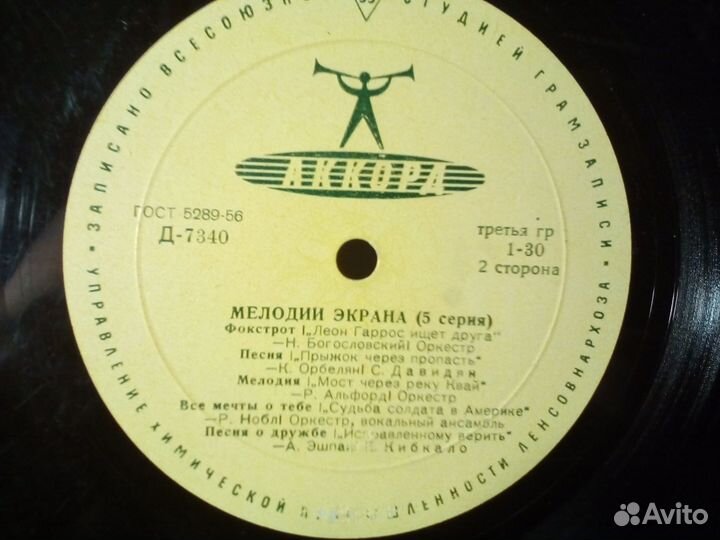 ЗАПИСАНО ВСЕСОЮЗНОЙ СТУДИЕЙ ГРАМЗАПИСИ
33
АККОРД
ГОСТ 5289-56
Д-7340
третья гр
1-30
2 сторона
МЕЛОДИИ ЭКРАНА (5 серия)
Фокстрот |„Леон Гаррос ищет друга"
—Н. Богословский| Оркестр
Песня |„Прыжок через пропасть"
—К. Орбелян| С. Давидян
Мелодия |„Мост через реку Квай"
—Р. Альфорд| Оркестр
Все мечты о тебе |„Судьба солдата в Америке"
—Р. Нобл| Оркестр, вокальный ансамбль
Песня о дружбе |„Исправленному верить"
—А. Эшпай Кибкало
УПРАВЛЕНИЕ ХИМИЧЕСКОЙ ПРОМЫШЛЕННОСТИ ЛЕНСОВНАРХОЗА
Avito